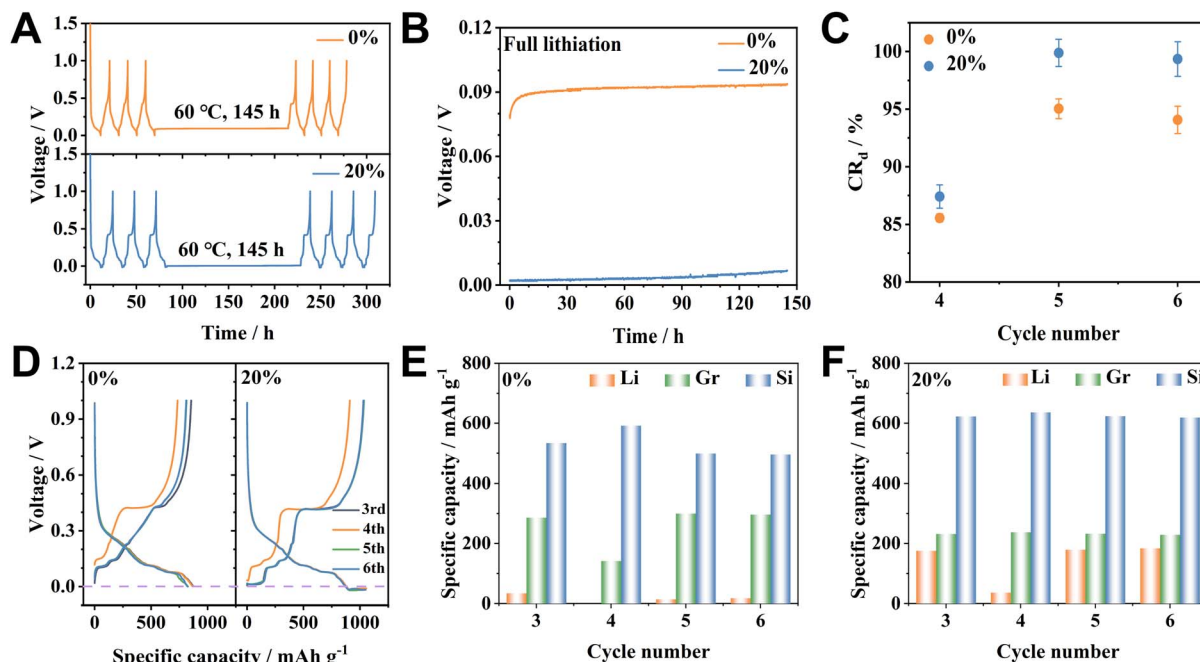 A
1.5
1.0
0.5
0.0
1.5
1.0
0.5
0.0
Voltage / V
0%
60 °C, 145 h
20%
60 °C, 145 h
0 50 100 150 200 250 300
Time / h
B
0.12
0.09
0.06
0.03
0.00
Voltage / V
Full lithiation
0%
20%
0 30 60 90 120 150
Time / h
C
100
95
90
85
80
CRd / %
0%
20%
4 5 6
Cycle number
D
1.2
0.9
0.6
0.3
0.0
Voltage / V
0%
20%
3rd
4th
5th
6th
0 500 1000 0 500 1000
Specific capacity / mAh g-1
E
800
600
400
200
0
Specific capacity / mAh g-1
0%
Li Gr Si
3 4 5 6
Cycle number
F
800
600
400
200
0
Specific capacity / mAh g-1
20%
Li Gr Si
3 4 5 6
Cycle number